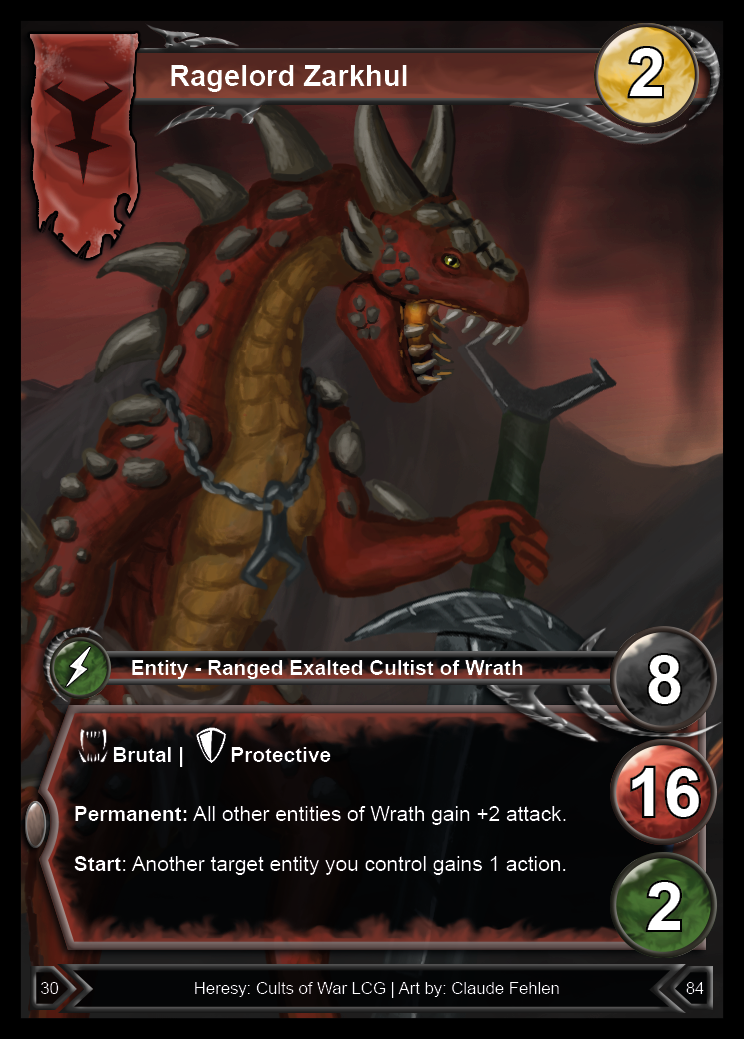 Ragelord Zarkhul
2
Entity - Ranged Exalted Cultist of Wrath
8
Brutal | Protective
16
Permanent: All other entities of Wrath gain +2 attack.
Start: Another target entity you control gains 1 action.
2
30
Heresy: Cults of War LCG | Art by: Claude Fehlen
84